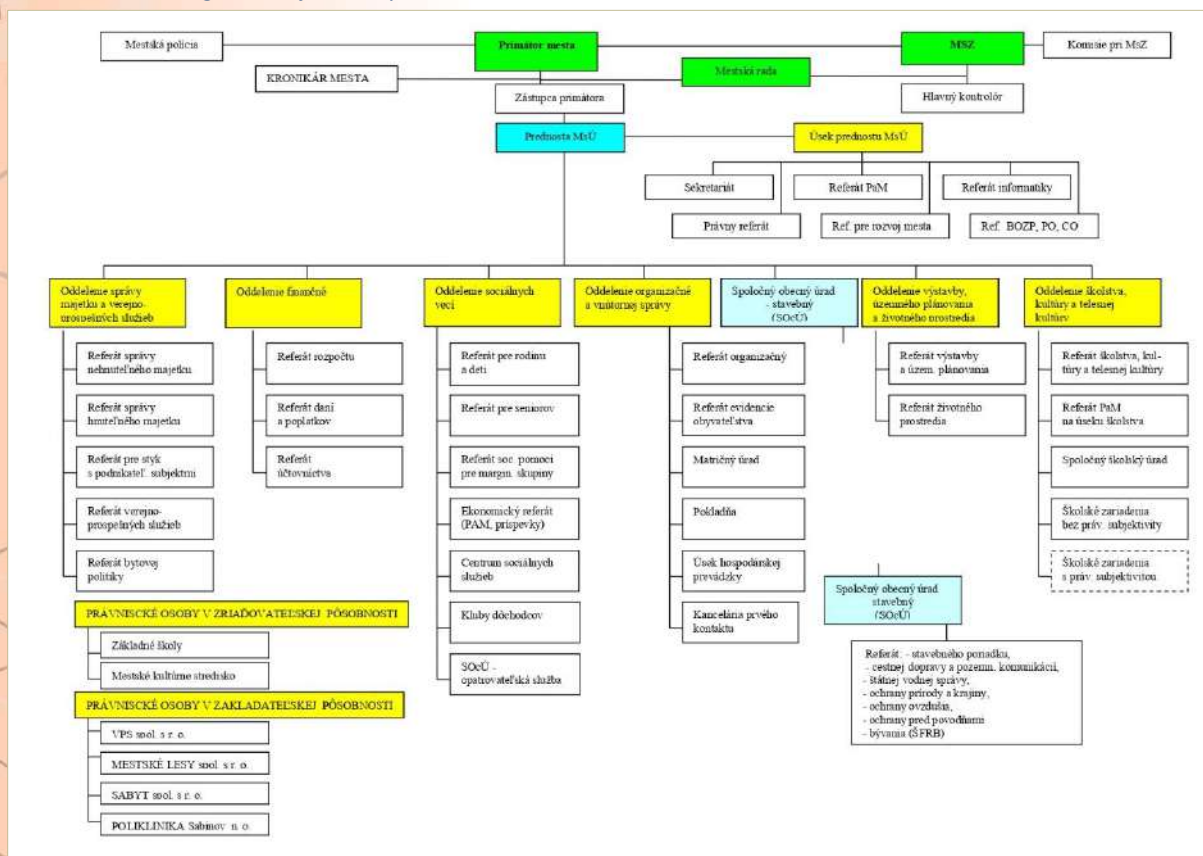 Mestská polícia
Primátor mesta
MSZ
Komisie pri MsZ
Mestská rada
KRONIKÁR MESTA
Zástupca primátora
Hlavný kontrolór
Prednosta MsÚ
Úsek prednostu MsÚ
Sekretariát
Referát PaM
Referát informatiky
Právny referát
Ref. pre rozvoj mesta
Ref. BOZP, PO, CO
Oddelenie správy
majetku a verejno-
prospešných služieb
Referát správy
nehnuteľného majetku
Referát správy
hnuteľného majetku
Referát pre styk
s podnikateľ. subjektmi
Referát verejno-
prospešných služieb
Referát bytovej
politiky
Oddelenie finančné
Referát rozpočtu
Referát daní
a poplatkov
Referát
účtovníctva
Oddelenie sociálnych
vecí
Referát pre rodinu
a deti
Referát pre seniorov
Referát soc. pomoci
pre margin. skupiny
Ekonomický referát
(PAM, príspevky)
Centrum sociálnych
služieb
Kluby dôchodcov
SOcÚ -
opatrovateľská služba
Oddelenie organizačné
a vnútornej správy
Referát organizačný
Referát evidencie
obyvateľstva
Matričný úrad
Pokladňa
Úsek hospodárskej
prevádzky
Kancelária prvého
kontaktu
Spoločný obecný úrad
- stavebný
(SOcÚ)
Oddelenie výstavby,
územného plánovania
a životného prostredia
Referát výstavby
a územ. plánovania
Referát životného
prostredia
Oddelenie školstva,
kultúry a telesnej
kultúry
Referát školstva, kul-
túry a telesnej kultúry
Referát PaM
na úseku školstva
Spoločný školský úrad
Školské zariadenia
bez práv. subjektivity
Školské zariadenia
s práv. subjektivitou
Spoločný obecný úrad
stavebný
(SOcÚ)
Referát: - stavebného poriadku,
- cestnej dopravy a pozemn. komunikácií,
- štátnej vodnej správy,
- ochrany prírody a krajiny,
- ochrany ovzdušia,
- ochrany pred povodňami
- bývania (ŠFRB)
PRÁVNISCKÉ OSOBY V ZRIAĎOVATEĽSKEJ PÔSOBNOSTI
Základné školy
Mestské kultúrne stredisko
PRÁVNISCKÉ OSOBY V ZAKLADATEĽSKEJ PÔSOBNOSTI
VPS spol. s r. o.
MESTSKÉ LESY spol. s r. o.
SABYT spol. s r. o.
POLIKLINIKA Sabinov n. o.